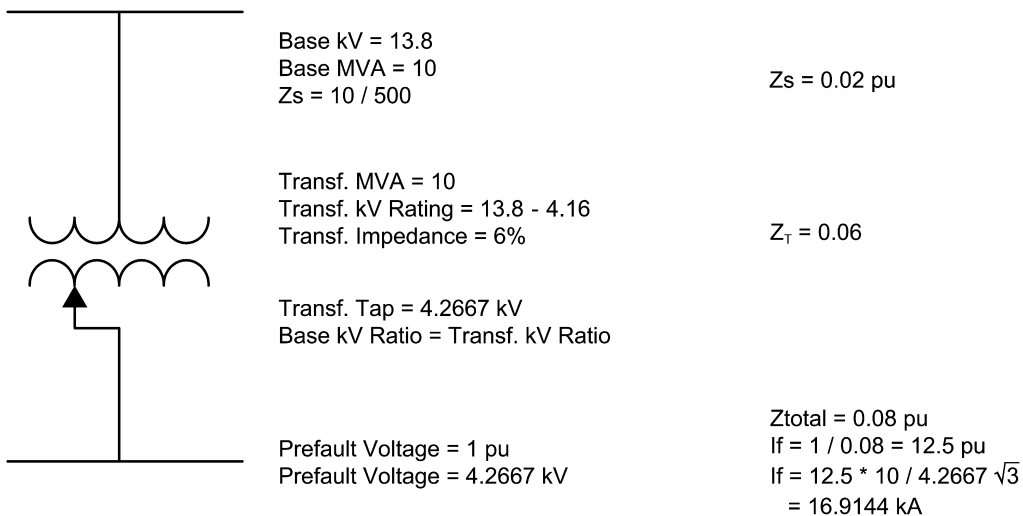 Base kV = 13.8
Base MVA = 10
Zs = 10 / 500
Zs = 0.02 pu
Transf. MVA = 10
Transf. kV Rating = 13.8 - 4.16
Transf. Impedance = 6%
Z_T = 0.06
Transf. Tap = 4.2667 kV
Base kV Ratio = Transf. kV Ratio
Prefault Voltage = 1 pu
Prefault Voltage = 4.2667 kV
Ztotal = 0.08 pu
If = 1 / 0.08 = 12.5 pu
If = 12.5 * 10 / 4.2667 √3
= 16.9144 kA